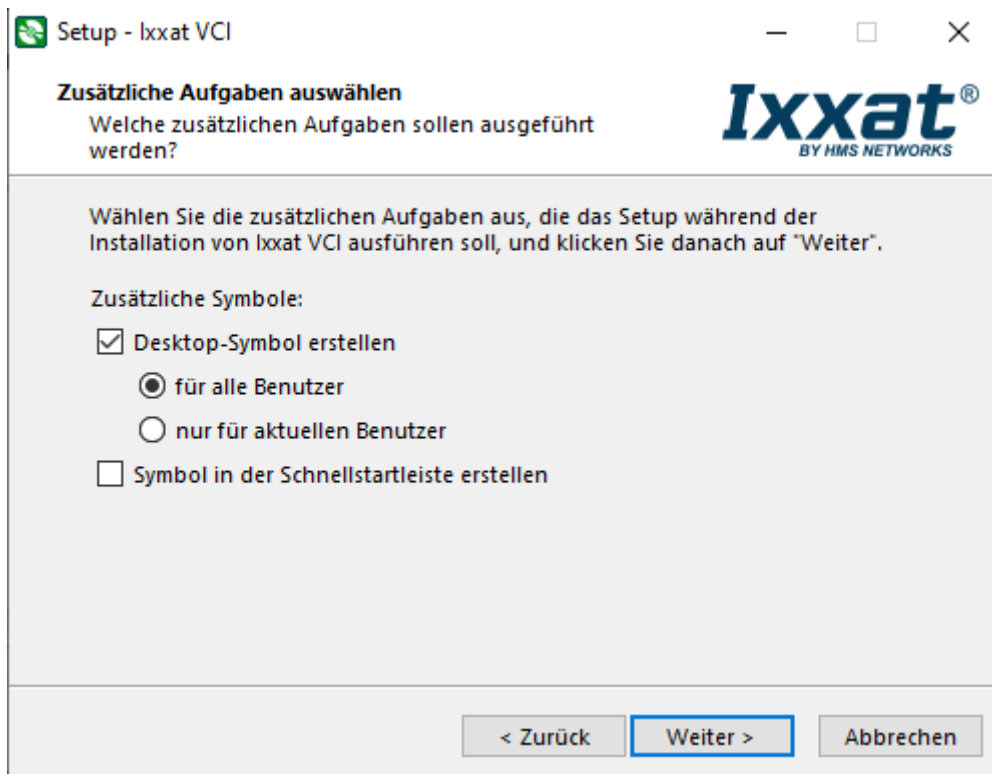 Setup - Ixxat VCI
Zusätzliche Aufgaben auswählen
Welche zusätzlichen Aufgaben sollen ausgeführt
werden?
Ixxat®
BY HMS NETWORKS
Wählen Sie die zusätzlichen Aufgaben aus, die das Setup während der
Installation von Ixxat VCI ausführen soll, und klicken Sie danach auf "Weiter".
Zusätzliche Symbole:
Desktop-Symbol erstellen
für alle Benutzer
nur für aktuellen Benutzer
Symbol in der Schnellstartleiste erstellen
< Zurück
Weiter >
Abbrechen